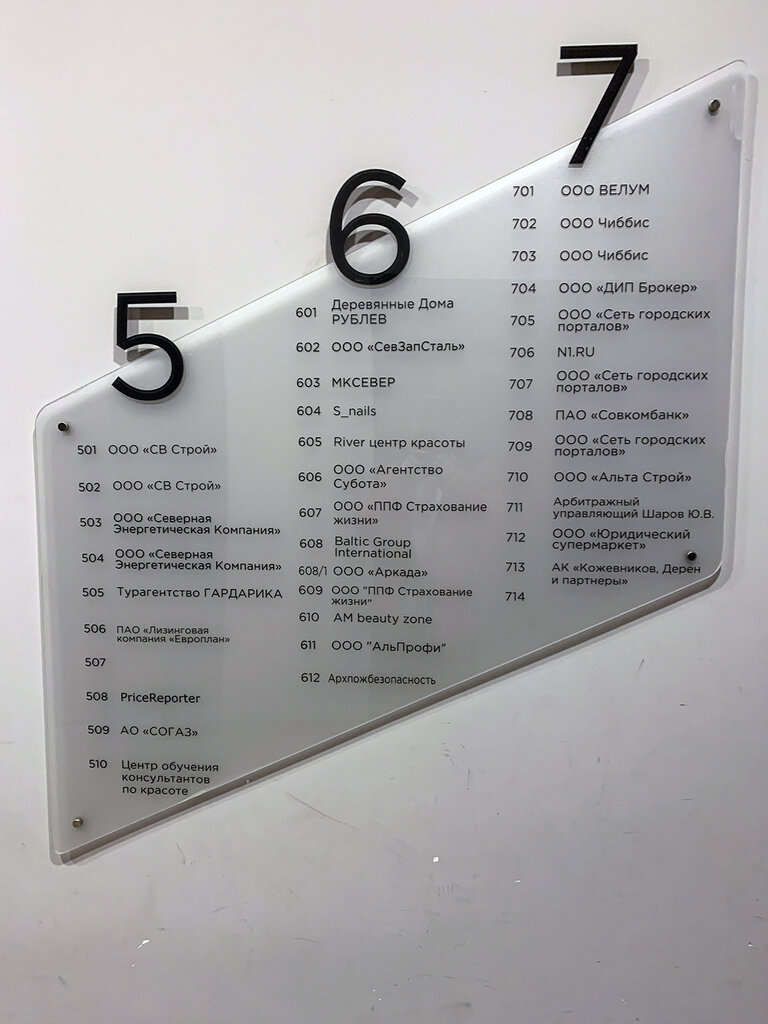 5
501 ООО «СВ Строй»
502 ООО «СВ Строй»
503 ООО «Северная
Энергетическая Компания»
504 ООО «Северная
Энергетическая Компания»
505 Турагентство ГАРДАРИКА
506 ПАО «Лизинговая
компания «Европлан»
507
508 PriceReporter
509 АО «СОГАЗ»
510 Центр обучения
консультантов
по красоте
6
601 Деревянные Дома
РУБЛЕВ
602 ООО «СевЗапСталь»
603 МКСЕВЕР
604 S_nails
605 River центр красоты
606 ООО «Агентство
Субота»
607 ООО «ППФ Страхование
жизни»
608 Baltic Group
International
608/1 ООО «Аркада»
609 ООО "ППФ Страхование
жизни"
610 AM beauty zone
611 ООО "АльПрофи"
612 Архпожбезопасность
7
701 ООО ВЕЛУМ
702 ООО Чиббис
703 ООО Чиббис
704 ООО «ДИП Брокер»
705 ООО «Сеть городских
порталов»
706 N1.RU
707 ООО «Сеть городских
порталов»
708 ПАО «Совкомбанк»
709 ООО «Сеть городских
порталов»
710 ООО «Альта Строй»
711 Арбитражный
управляющий Шаров Ю.В.
712 ООО «Юридический
супермаркет»
713 АК «Кожевников, Дерен
и партнеры»
714